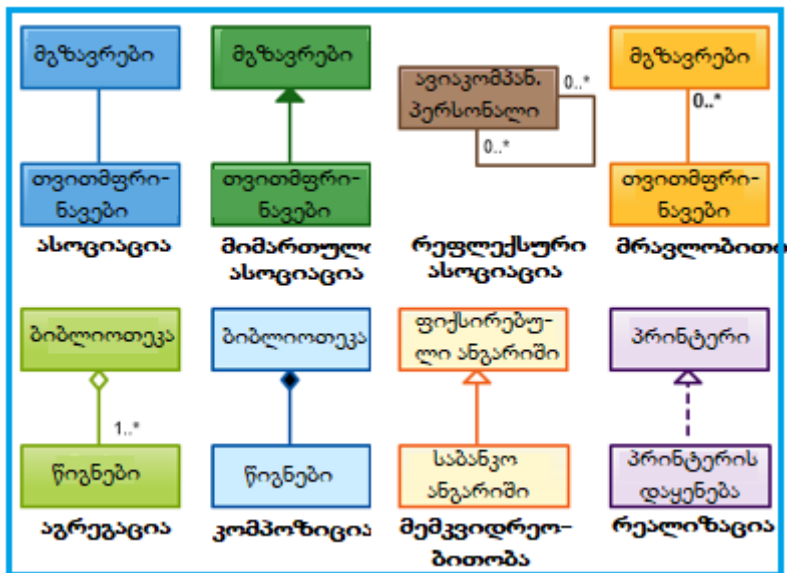 მგზავრები
თვითმფრი-
ნავები
ასოციაცია
მგზავრები
თვითმფრი-
ნავები
მიმართული
ასოციაცია
ავიაკომპან.
პერსონალი
0..*
0..*
რეფლექსური
ასოციაცია
მგზავრები
0..*
თვითმფრი-
ნავები
მრავლობითი
ბიბლიოთეკა
1..*
წიგნები
აგრეგაცია
ბიბლიოთეკა
წიგნები
კომპოზიცია
ფიქსირებუ-
ლი ანგარიში
საბანკო
ანგარიში
მემკვიდრეო-
ბითობა
პრინტერი
პრინტერის
დაყენება
რეალიზაცია